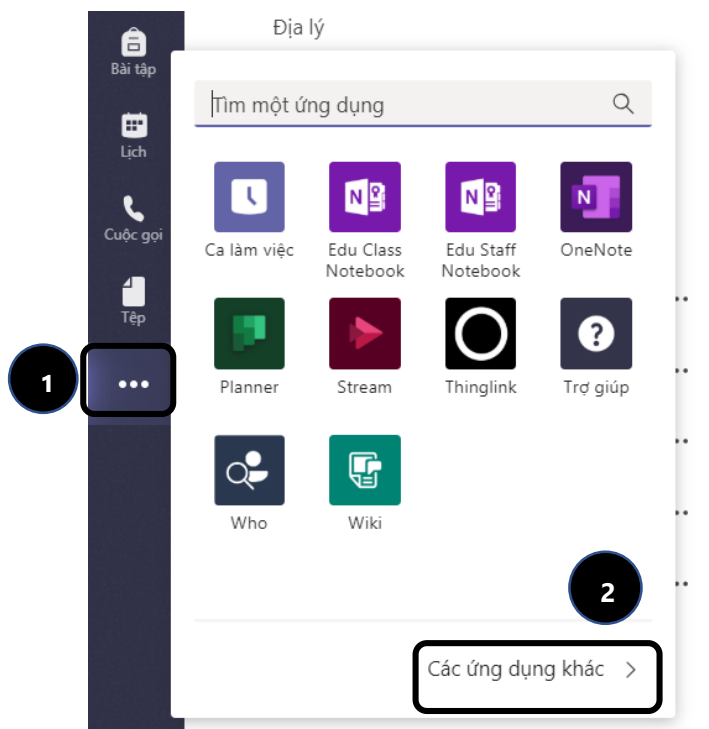 Địa lý
Bài tập
Lịch
Cuộc gọi
Tệp
1
Tìm một ứng dụng
Ca làm việc
Edu Class
Notebook
Edu Staff
Notebook
OneNote
Planner
Stream
Thinglink
Trợ giúp
Who
Wiki
2
Các ứng dụng khác